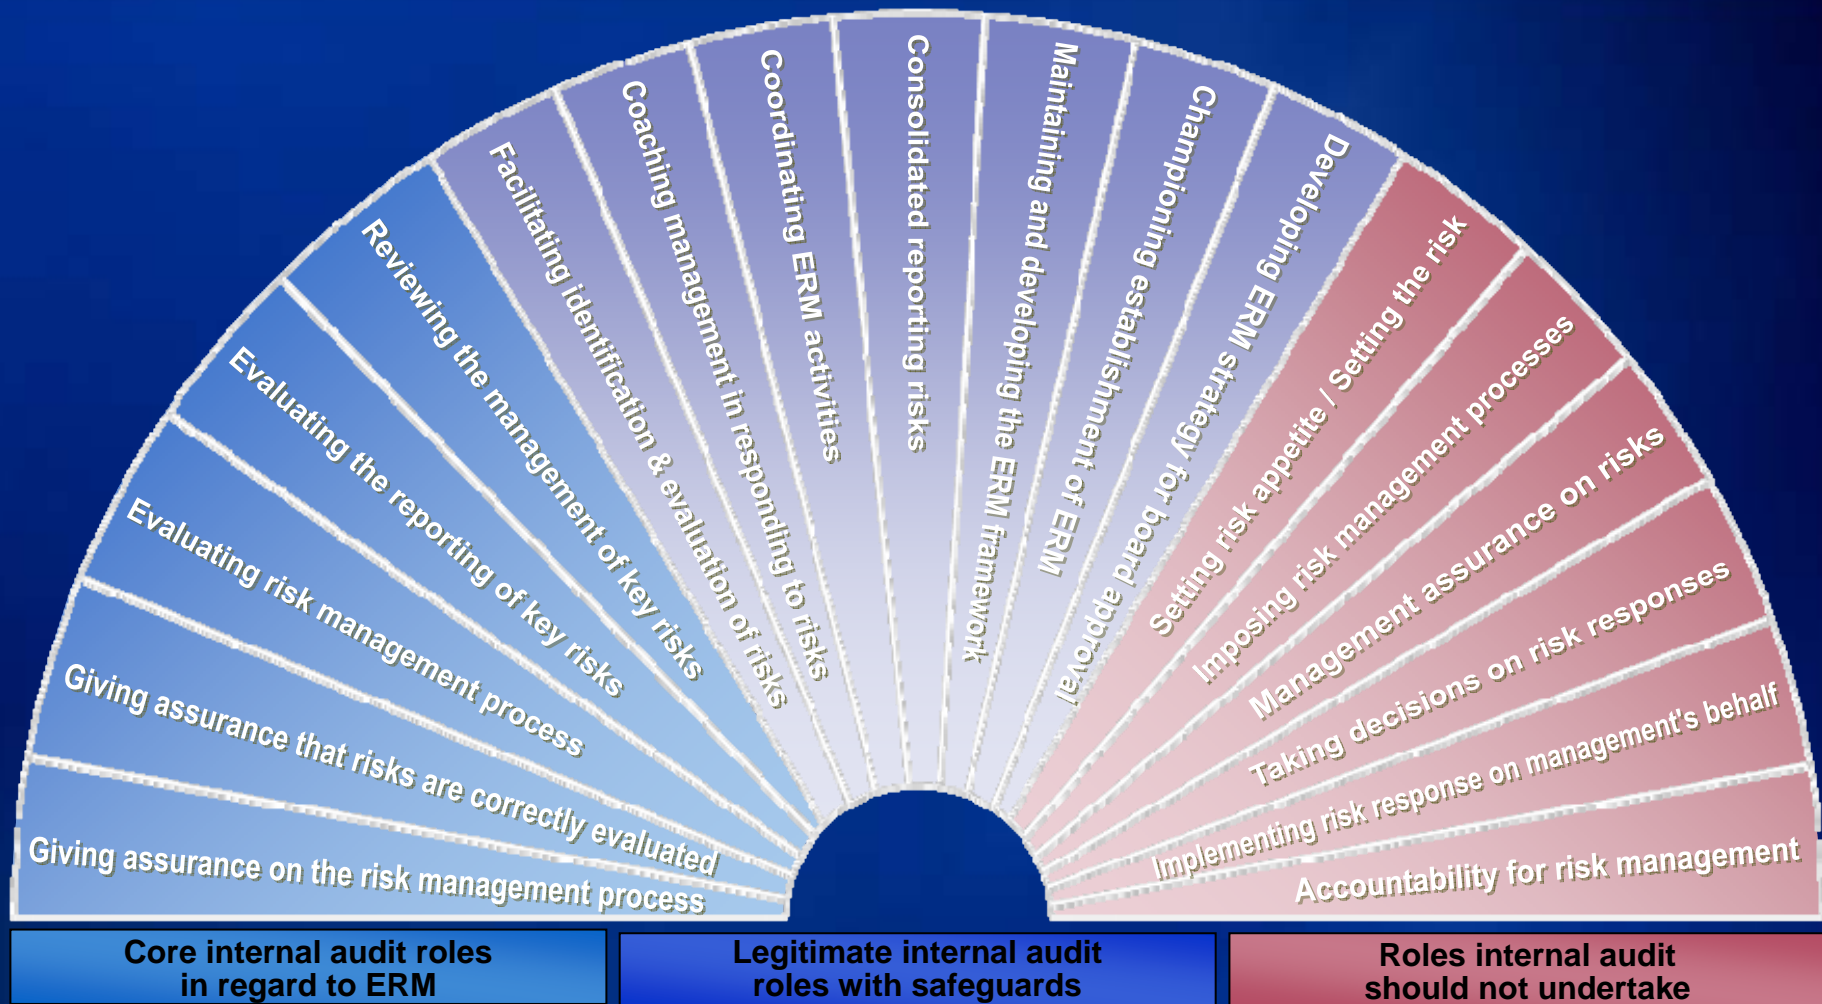 Giving assurance on the risk management process
Giving assurance that risks are correctly evaluated
Evaluating risk management process
Evaluating the reporting of key risks
Reviewing the management of key risks
Facilitating identification & evaluation of risks
Coaching management in responding to risks
Coordinating ERM activities
Consolidated reporting risks
Maintaining and developing the ERM framework
Championing establishment of ERM
Developing ERM strategy for board approval
Setting risk appetite / Setting the risk
Imposing risk management processes
Management assurance on risks
Taking decisions on risk responses
Implementing risk response on management's behalf
Accountability for risk management
Core internal audit roles
in regard to ERM
Legitimate internal audit
roles with safeguards
Roles internal audit
should not undertake